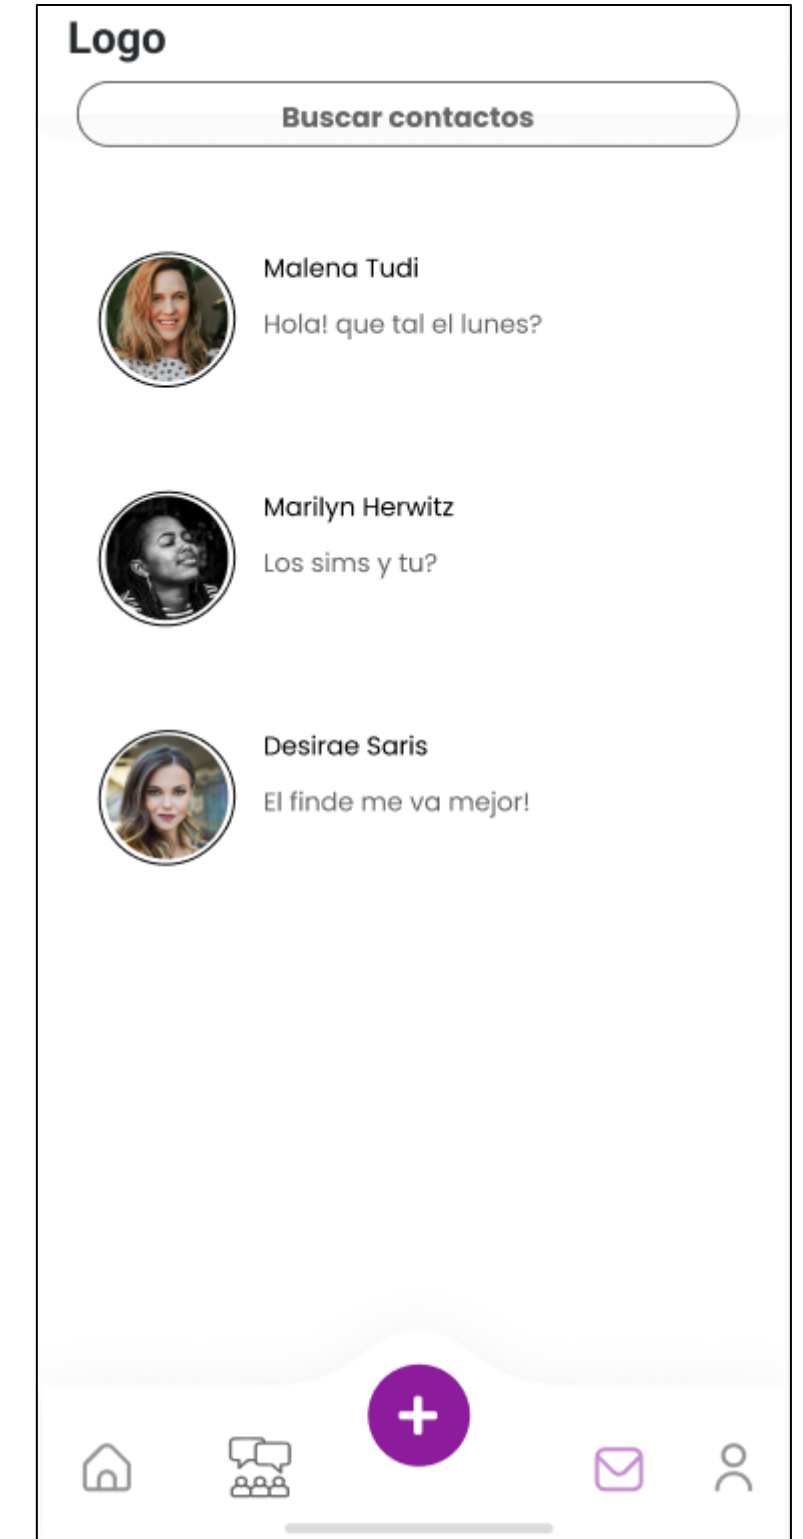 Logo
Buscar contactos
Malena Tudi
Hola! que tal el lunes?
Marilyn Herwitz
Los sims y tu?
Desirae Saris
El finde me va mejor!